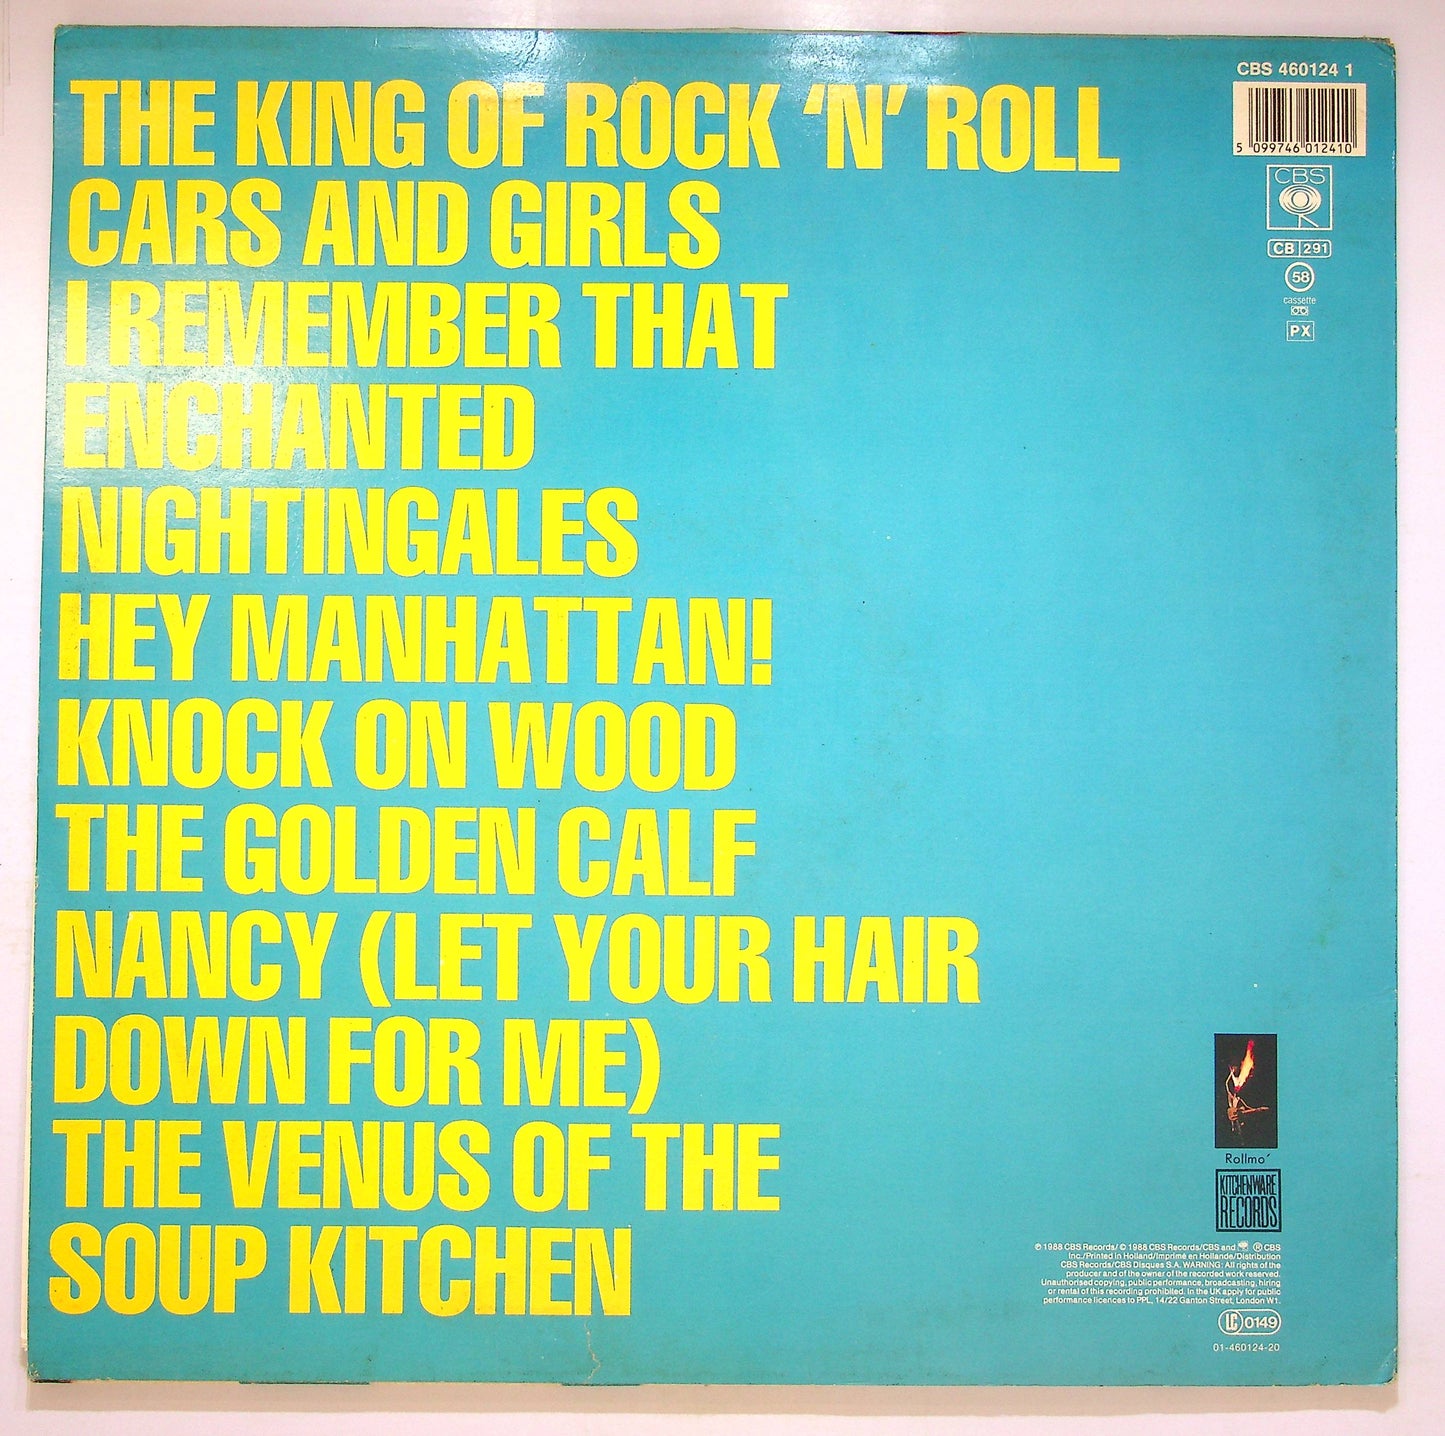 THE KING OF ROCK ‘N’ ROLL
CARS AND GIRLS
I REMEMBER THAT
ENCHANTED
NIGHTINGALES
HEY MANHATTAN!
KNOCK ON WOOD
THE GOLDEN CALF
NANCY (LET YOUR HAIR
DOWN FOR ME)
THE VENUS OF THE
SOUP KITCHEN
CBS 460124 1
5 099746 012410
CBS
CB 291
58
cassette
PX
Rollmo´
KITCHENWARE
RECORDS
℗ 1988 CBS Records/ © 1988 CBS Records/CBS and ® CBS
Inc./Printed in Holland/Imprimé en Hollande/Distribution
CBS Records/CBS Disques S.A. WARNING: All rights of the
producer and of the owner of the recorded work reserved.
Unauthorised copying, public performance, broadcasting, hiring
or rental of this recording prohibited. In the UK apply for public
performance licences to PPL, 14/22 Ganton Street, London W1.
LC 0149
01-460124-20